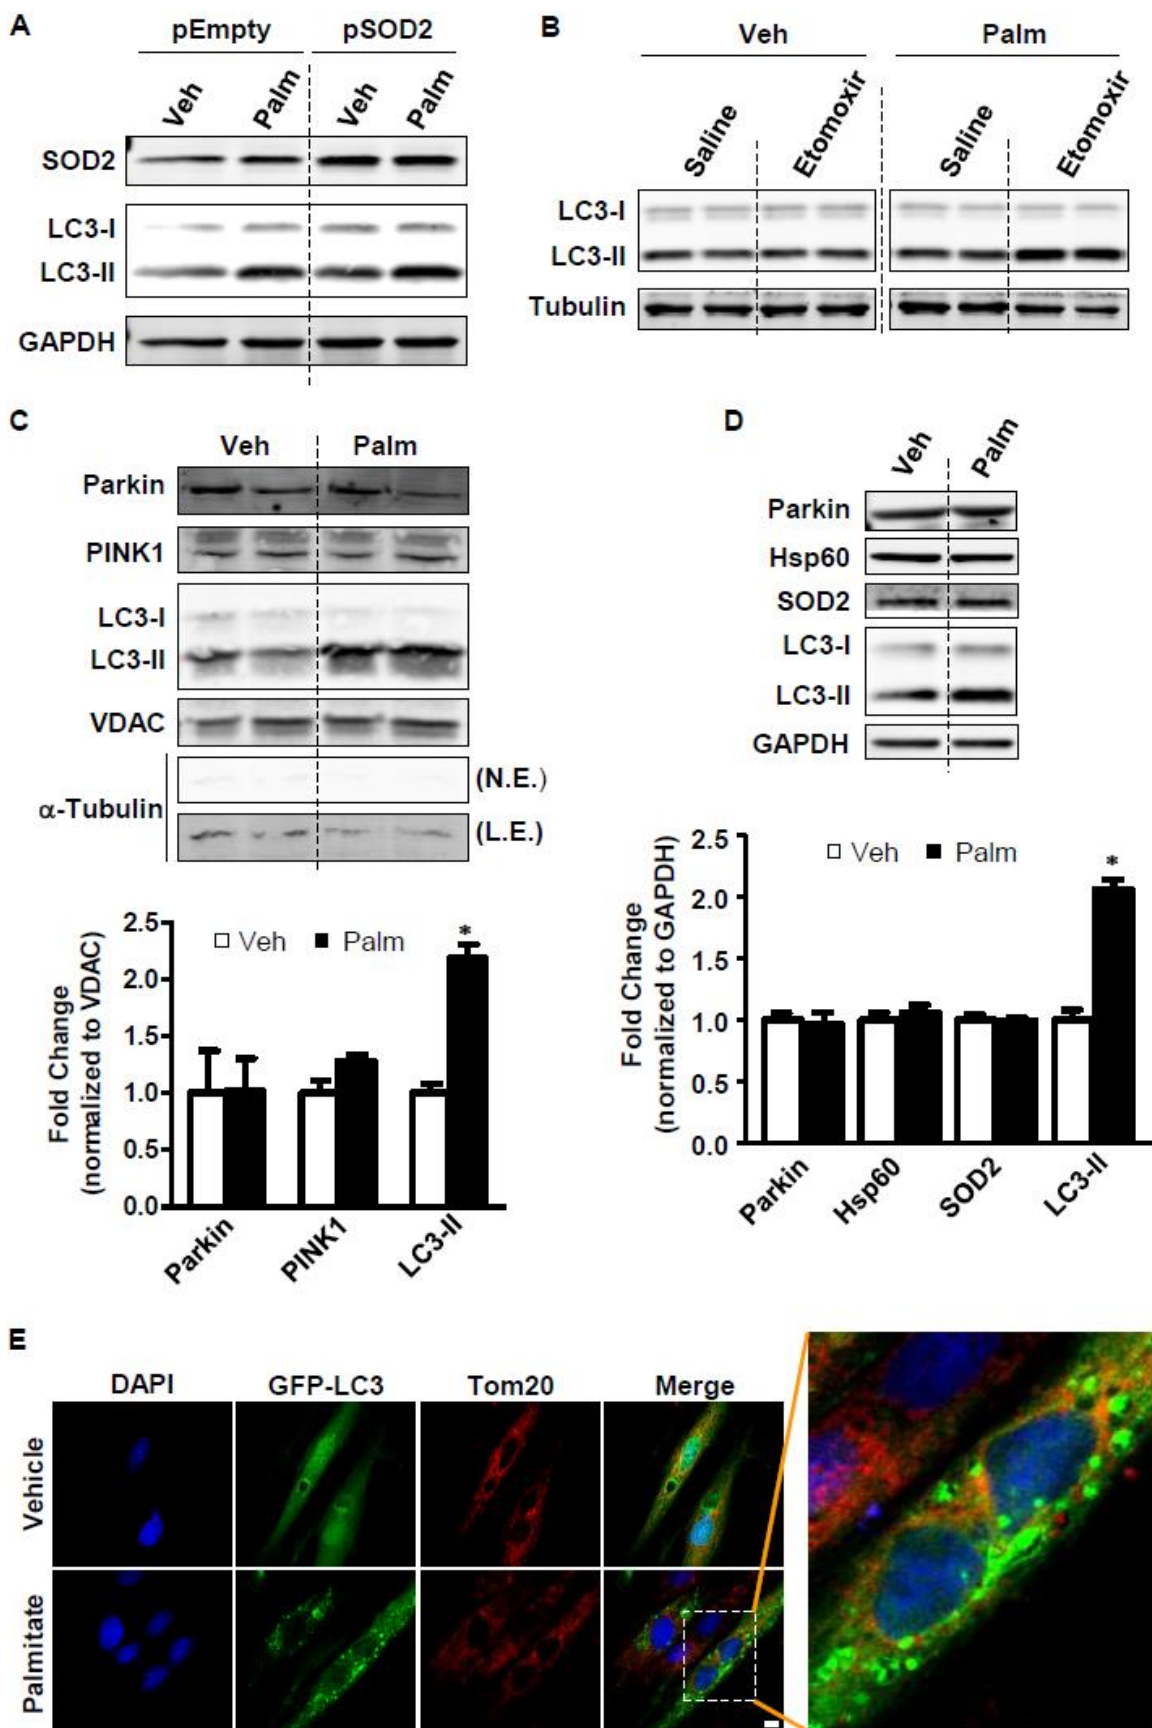 A
pEmpty pSOD2
Veh Palm Veh Palm
SOD2
LC3-I
LC3-II
GAPDH
B
Veh Palm
Saline Etomoxir Saline Etomoxir
LC3-I
LC3-II
Tubulin
C
Veh Palm
Parkin
PINK1
LC3-I
LC3-II
VDAC
α-Tubulin
(N.E.)
(L.E.)
Fold Change
(normalized to VDAC)
2.5
2.0
1.5
1.0
0.5
0.0
Veh Palm
*
Parkin PINK1 LC3-II
D
Veh Palm
Parkin
Hsp60
SOD2
LC3-I
LC3-II
GAPDH
Fold Change
(normalized to GAPDH)
2.5
2.0
1.5
1.0
0.5
0.0
Veh Palm
*
Parkin Hsp60 SOD2 LC3-II
E
DAPI GFP-LC3 Tom20 Merge
Vehicle
Palmitate